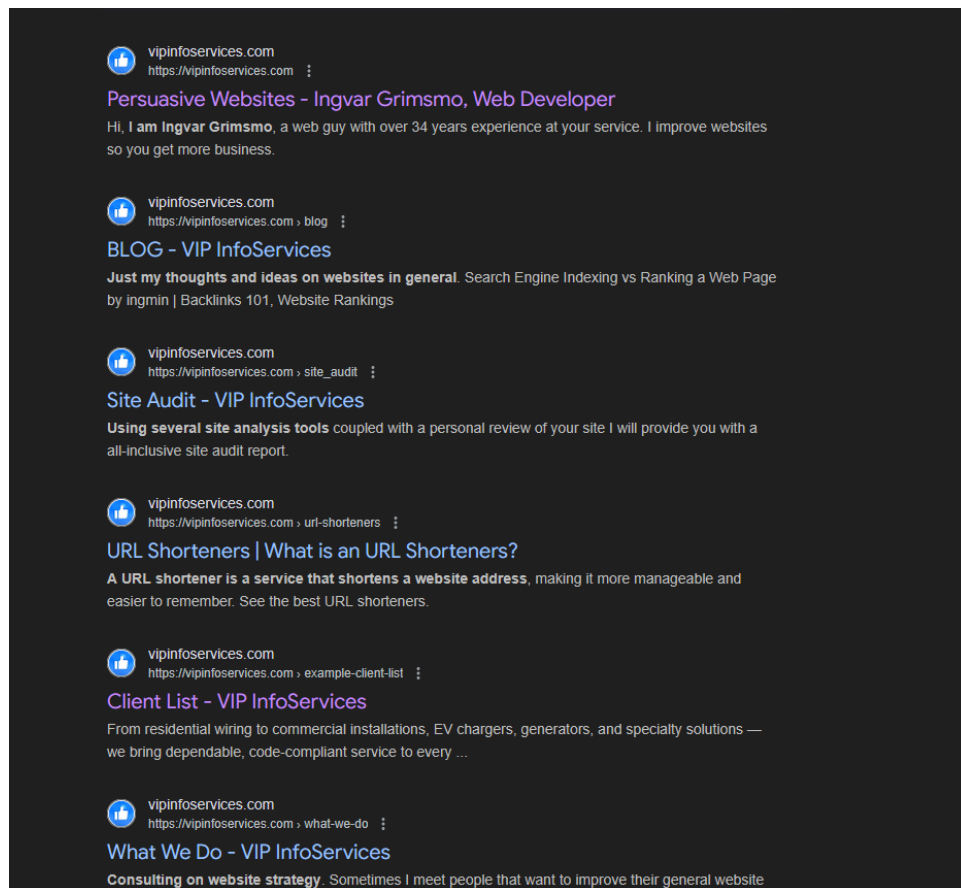 vipinfoservices.com
https://vipinfoservices.com
Persuasive Websites - Ingvar Grimsmo, Web Developer
Hi, I am Ingvar Grimsmo, a web guy with over 34 years experience at your service. I improve websites
so you get more business.
vipinfoservices.com
https://vipinfoservices.com › blog
BLOG - VIP InfoServices
Just my thoughts and ideas on websites in general. Search Engine Indexing vs Ranking a Web Page
by ingmin | Backlinks 101, Website Rankings
vipinfoservices.com
https://vipinfoservices.com › site_audit
Site Audit - VIP InfoServices
Using several site analysis tools coupled with a personal review of your site I will provide you with a
all-inclusive site audit report.
vipinfoservices.com
https://vipinfoservices.com › url-shorteners
URL Shorteners | What is an URL Shorteners?
A URL shortener is a service that shortens a website address, making it more manageable and
easier to remember. See the best URL shorteners.
vipinfoservices.com
https://vipinfoservices.com › example-client-list
Client List - VIP InfoServices
From residential wiring to commercial installations, EV chargers, generators, and specialty solutions —
we bring dependable, code-compliant service to every ...
vipinfoservices.com
https://vipinfoservices.com › what-we-do
What We Do - VIP InfoServices
Consulting on website strategy. Sometimes I meet people that want to improve their general website